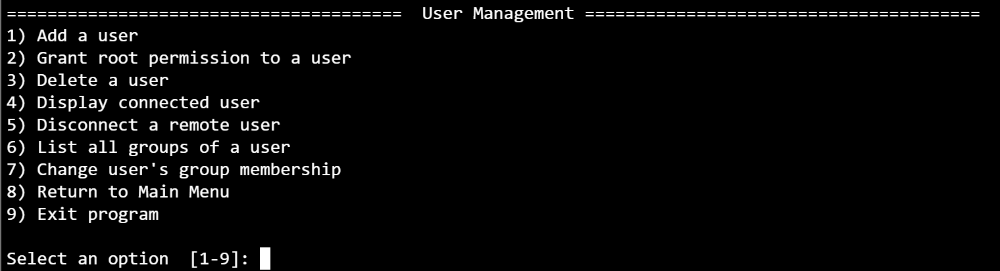 ======================================= User Management =======================================
1) Add a user
2) Grant root permission to a user
3) Delete a user
4) Display connected user
5) Disconnect a remote user
6) List all groups of a user
7) Change user's group membership
8) Return to Main Menu
9) Exit program
Select an option  [1-9]: